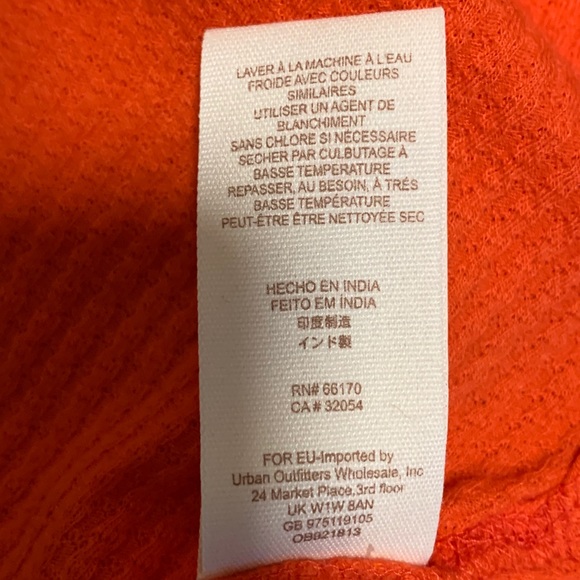 LAVER À LA MACHINE À L'EAU
FROIDE AVEC COULEURS
SIMILAIRES
UTILISER UN AGENT DE
BLANCHIMENT
SANS CHLORE SI NÉCESSAIRE
SECHER PAR CULBUTAGE À
BASSE TEMPÉRATURE
REPASSER, AU BESOIN, À TRÉS
BASSE TEMPÉRATURE
PEUT-ÊTRE ÊTRE NETTOYÉE SEC
HECHO EN INDIA
FEITO EM ÍNDIA
印度制造
インド製
RN# 66170
CA # 32054
FOR EU-Imported by
Urban Outfitters Wholesale, Inc
24 Market Place,3rd floor
UK W1W 8AN
GB 975119105
OB821813